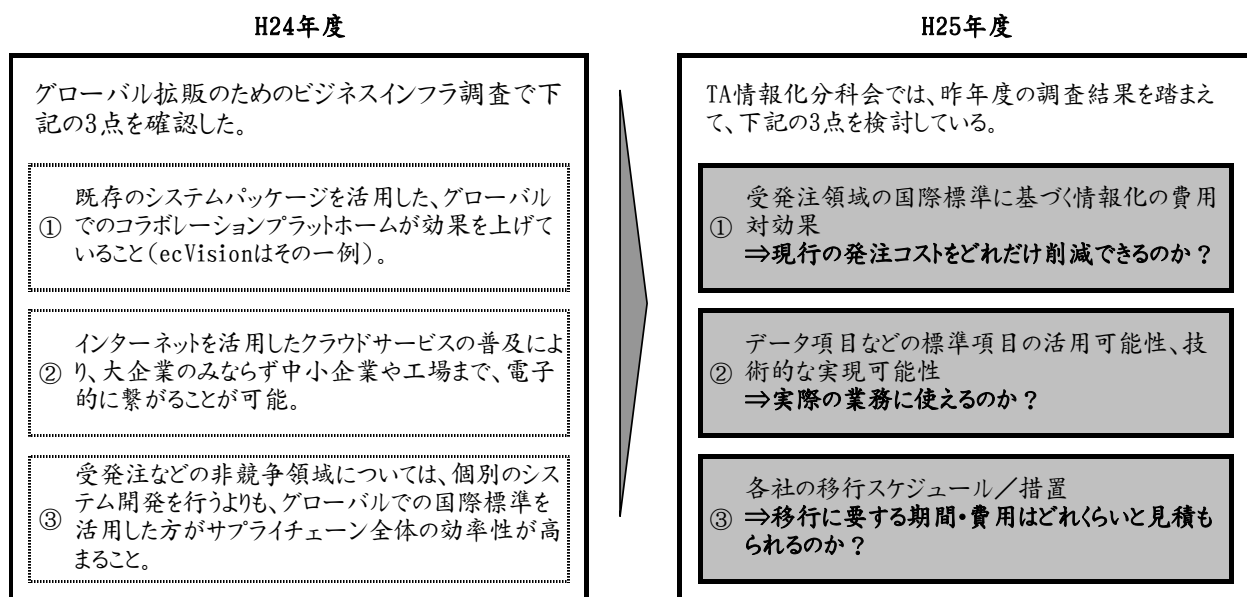 H24年度
グローバル拡販のためのビジネスインフラ調査で下
記の3点を確認した。
既存のシステムパッケージを活用した、グローバル
① でのコラボレーションプラットホームが効果を上げて
いること(ecVisionはその一例)。
インターネットを活用したクラウドサービスの普及によ
② り、大企業のみならず中小企業や工場まで、電子
的に繋がることが可能。
受発注などの非競争領域については、個別のシス
テム開発を行うよりも、グローバルでの国際標準を
③ 活用した方がサプライチェーン全体の効率性が高
まること。
H25年度
TA情報化分科会では、昨年度の調査結果を踏まえ
て、下記の3点を検討している。
受発注領域の国際標準に基づく情報化の費用
① 対効果
⇒現行の発注コストをどれだけ削減できるのか?
データ項目などの標準項目の活用可能性、技
② 術的な実現可能性
⇒実際の業務に使えるのか?
各社の移行スケジュール/措置
③ ⇒移行に要する期間・費用はどれくらいと見積も
られるのか?